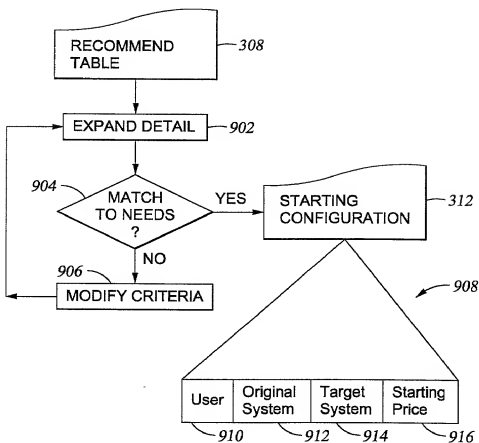 RECOMMEND
TABLE
308
EXPAND DETAIL
902
904
MATCH
TO NEEDS
?
YES
STARTING
CONFIGURATION
312
NO
906
MODIFY CRITERIA
908
User
Original
System
Target
System
Starting
Price
910
912
914
916